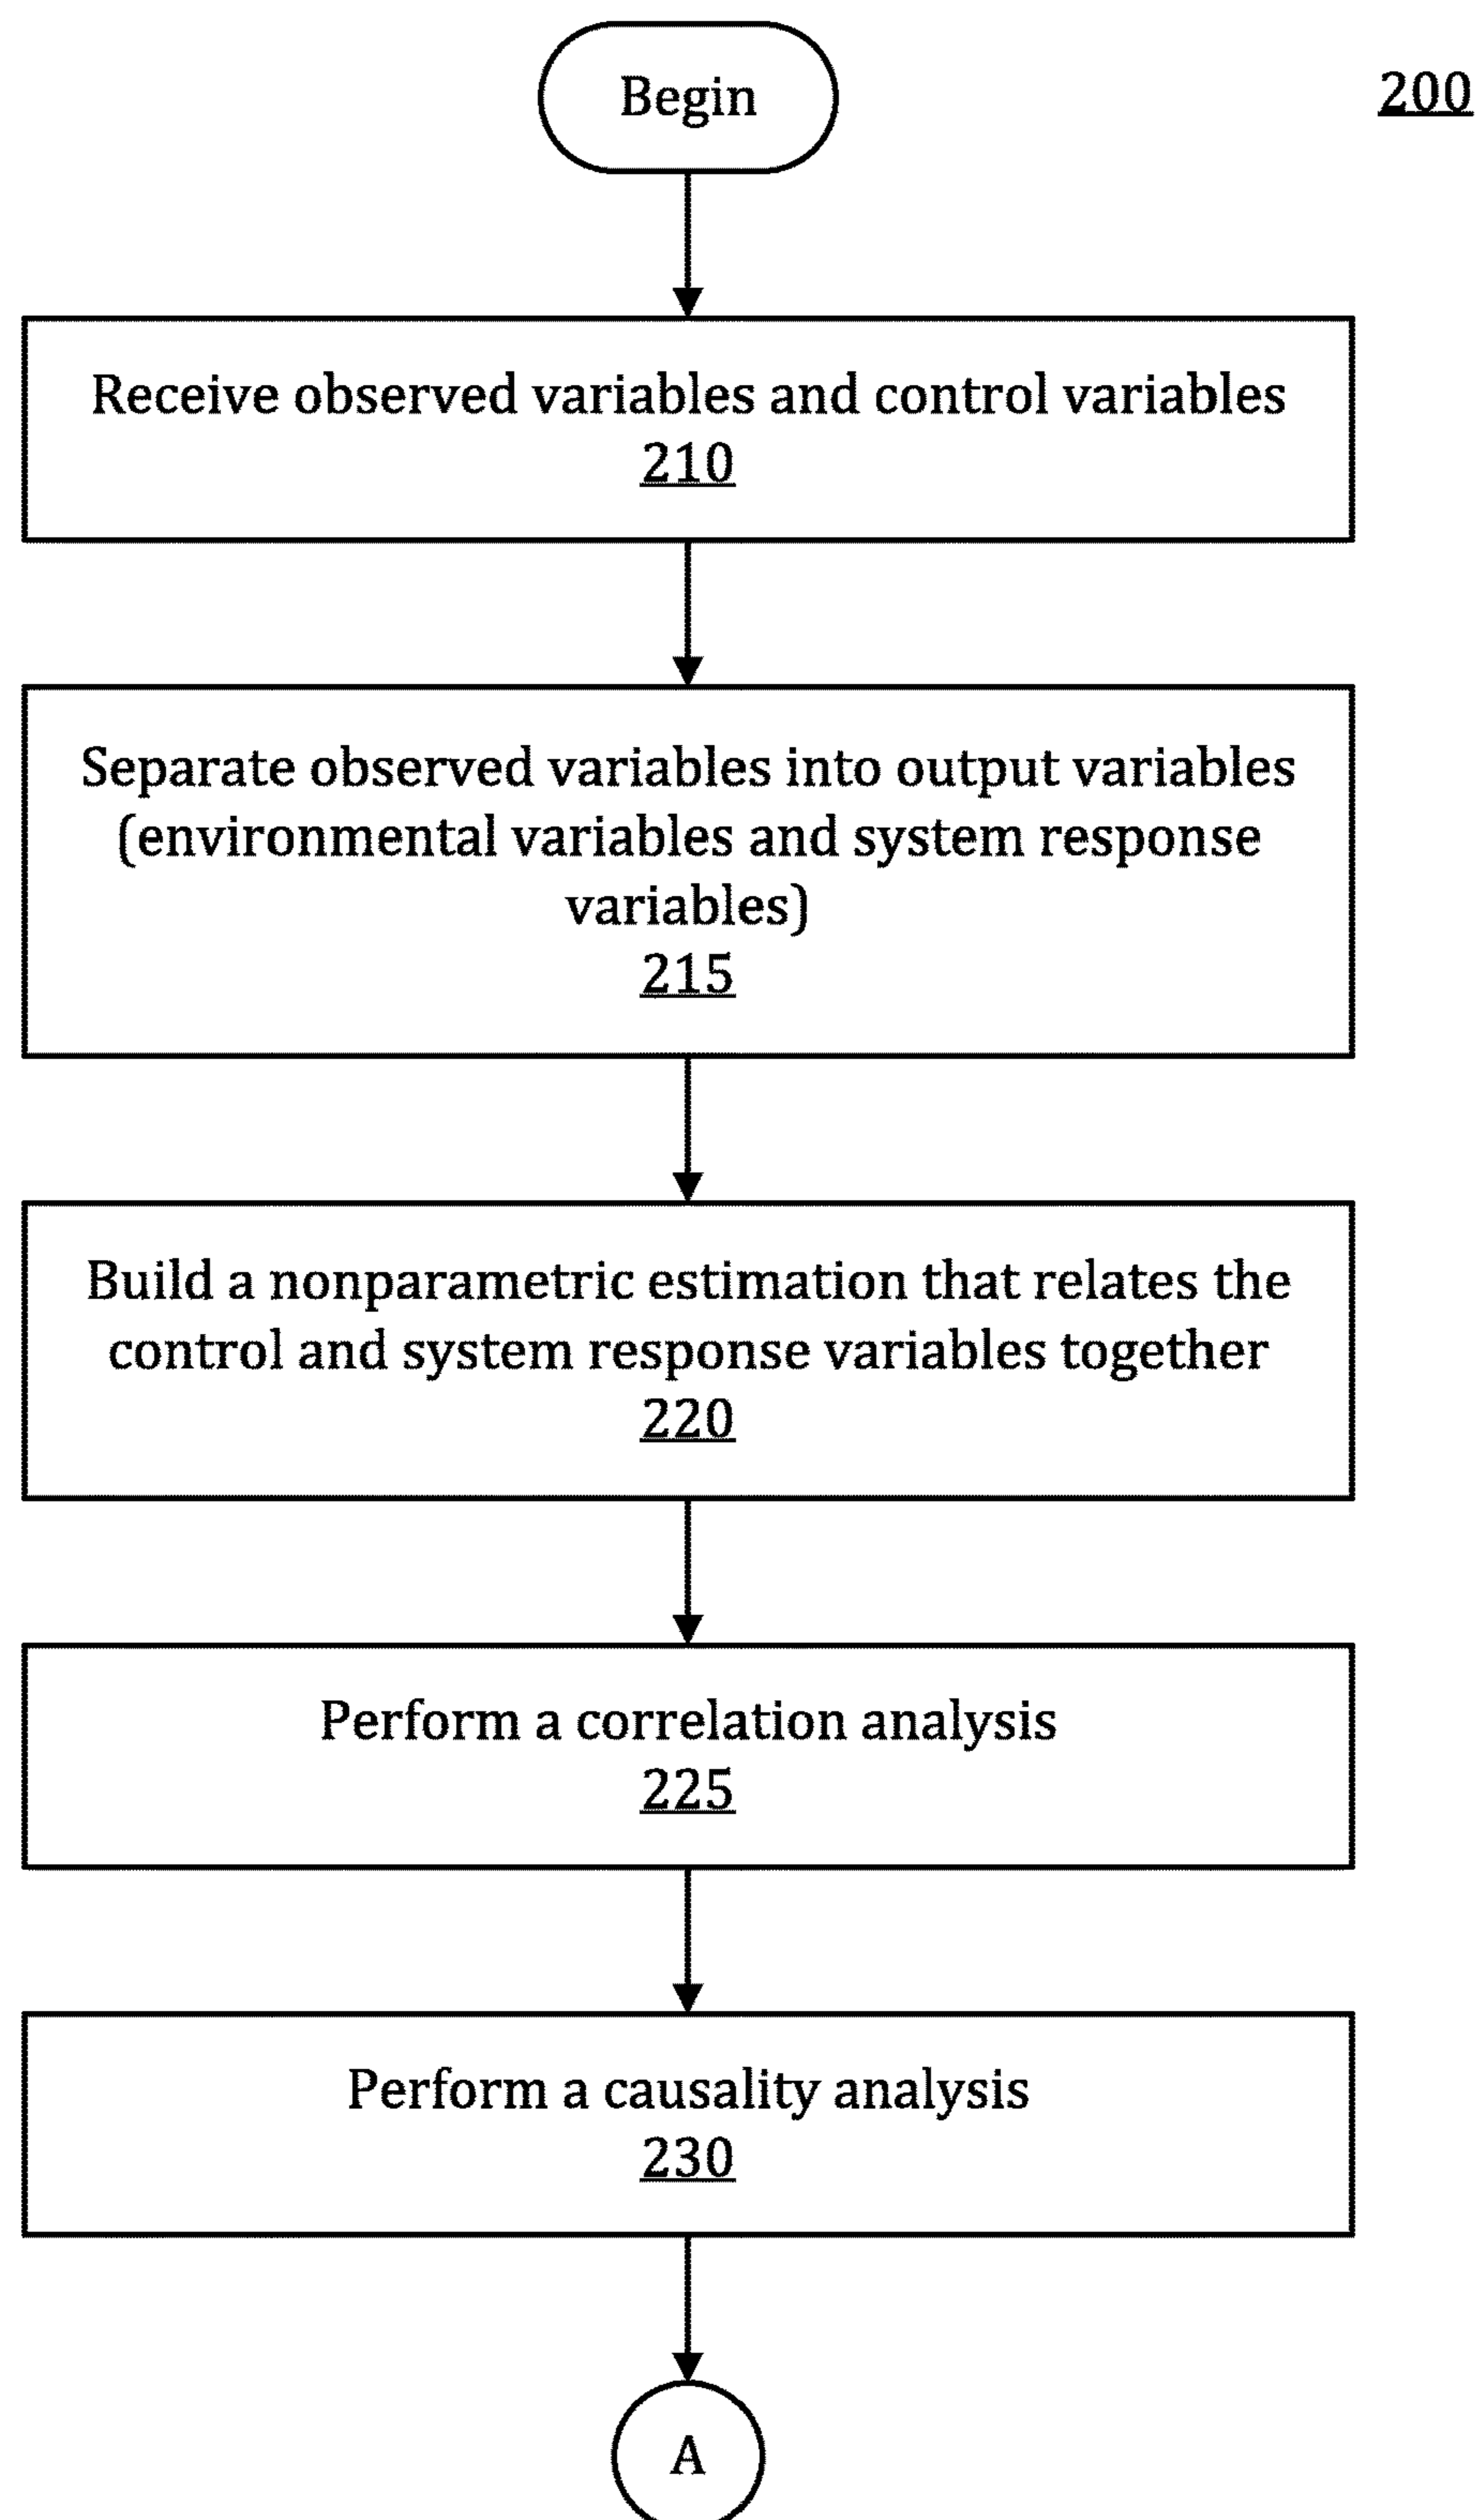 Begin
200
Receive observed variables and control variables
210
Separate observed variables into output variables
(environmental variables and system response
variables)
215
Build a nonparametric estimation that relates the
control and system response variables together
220
Perform a correlation analysis
225
Perform a causality analysis
230
A